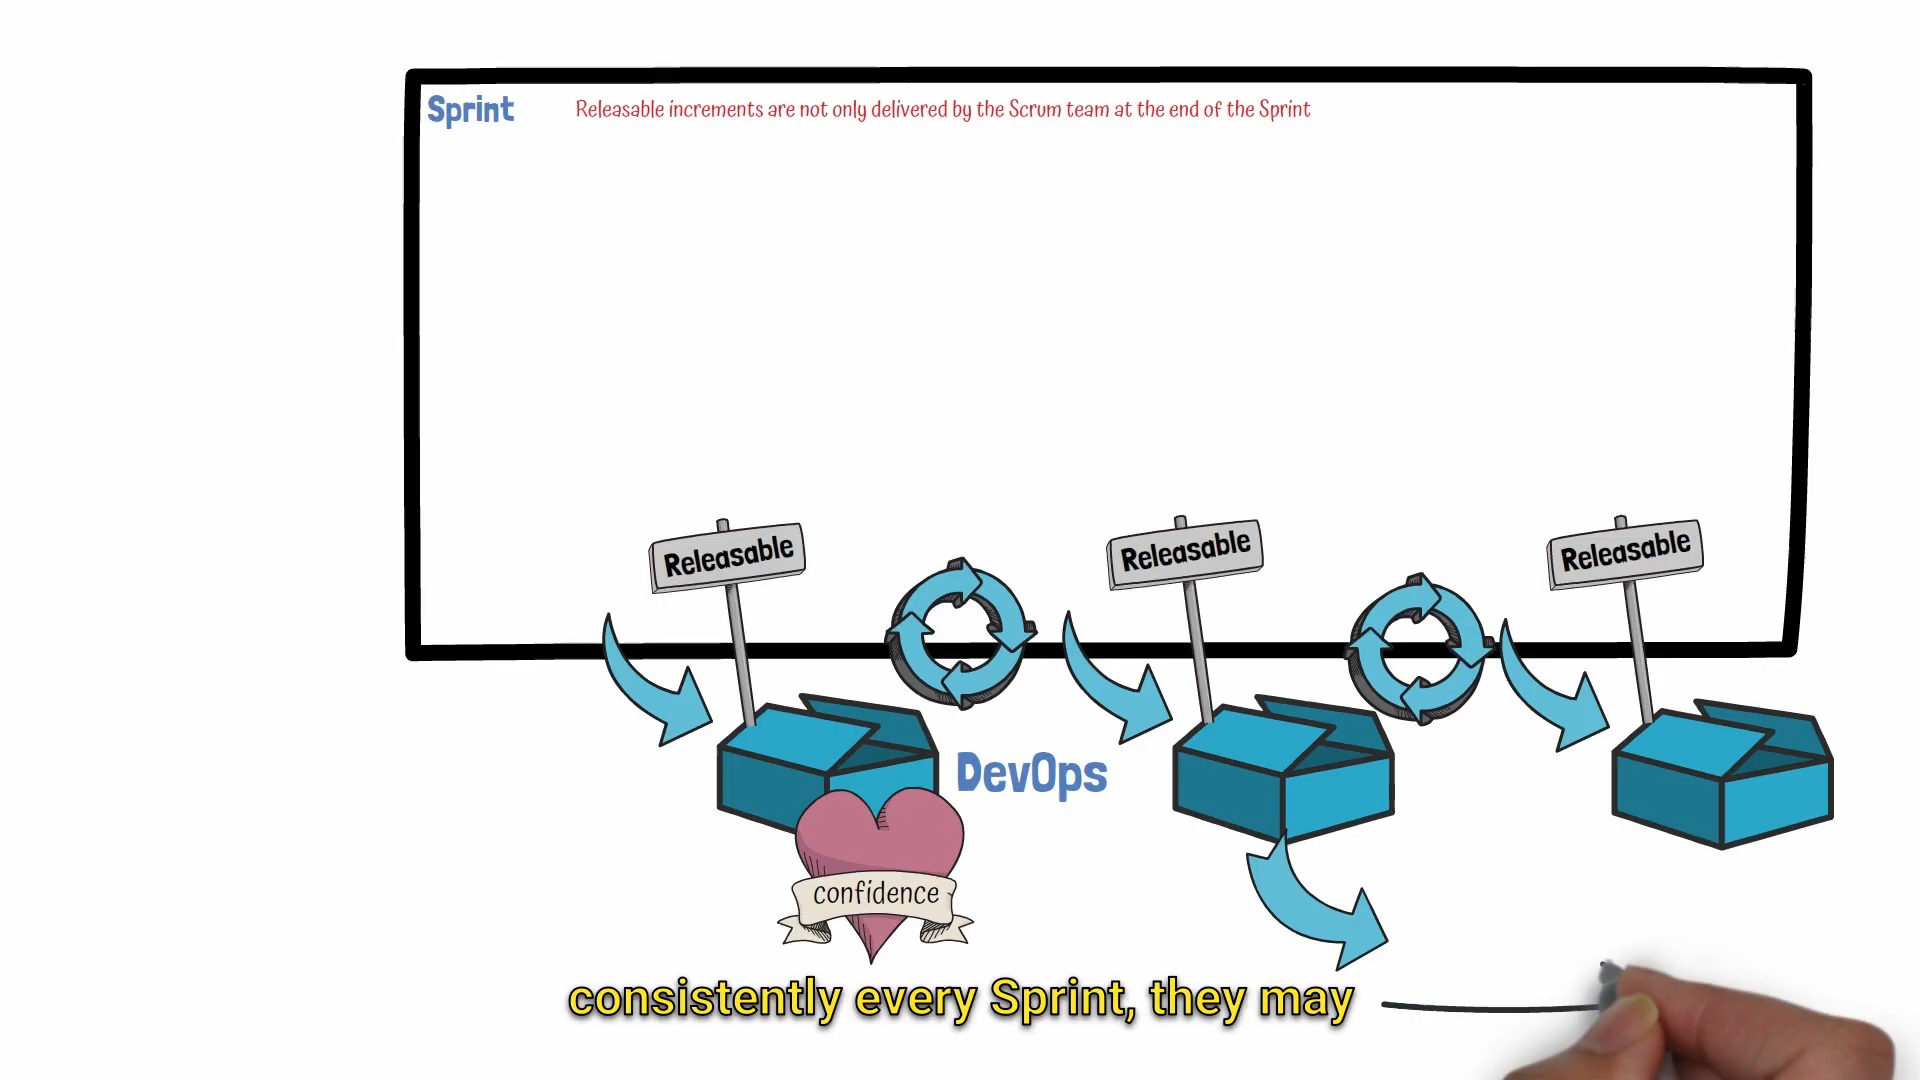 Sprint
Releasable increments are not only delivered by the Scrum team at the end of the Sprint
Releasable
Releasable
Releasable
DevOps
confidence
consistently every Sprint, they may